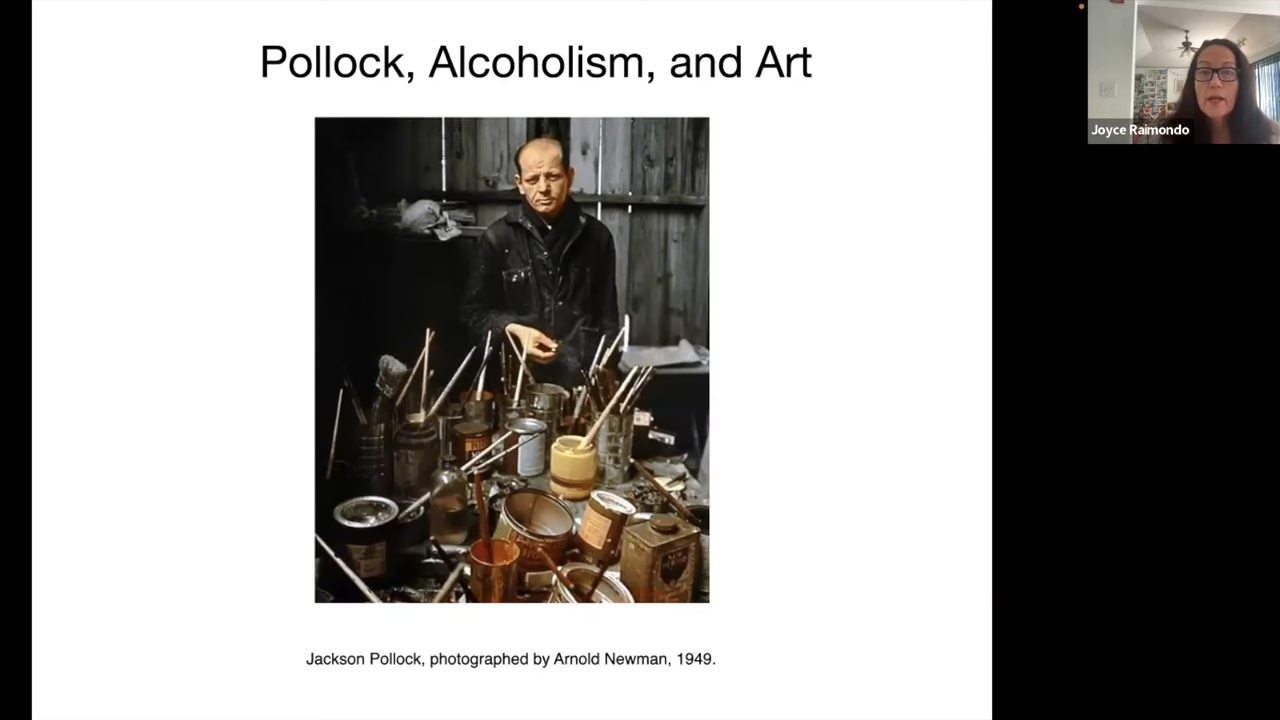 Pollock, Alcoholism, and Art
Joyce Raimondo
Jackson Pollock, photographed by Arnold Newman, 1949.